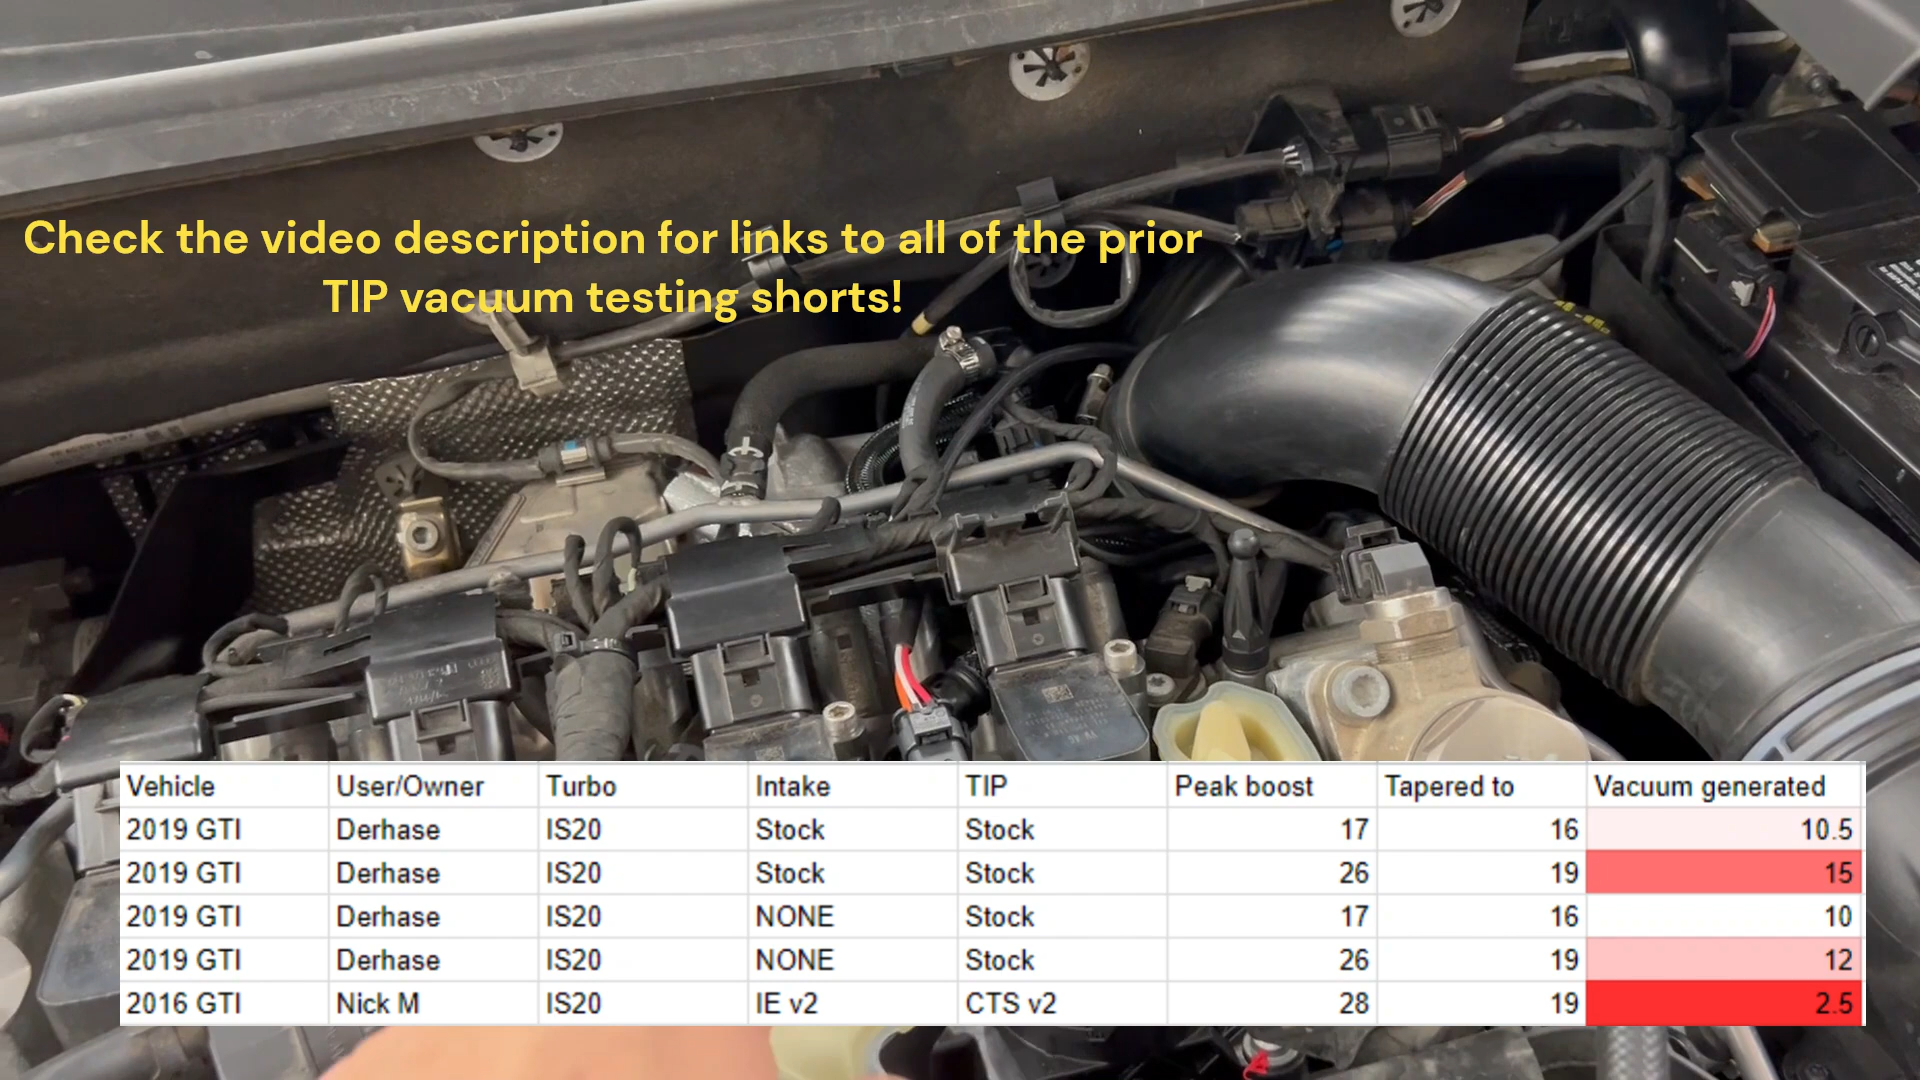 Check the video description for links to all of the prior
TIP vacuum testing shorts!
Vehicle User/Owner Turbo Intake TIP Peak boost Tapered to Vacuum generated
2019 GTI Derhase IS20 Stock Stock 17 16 10.5
2019 GTI Derhase IS20 Stock Stock 26 19 15
2019 GTI Derhase IS20 NONE Stock 17 16 10
2019 GTI Derhase IS20 NONE Stock 26 19 12
2016 GTI Nick M IS20 IE v2 CTS v2 28 19 2.5